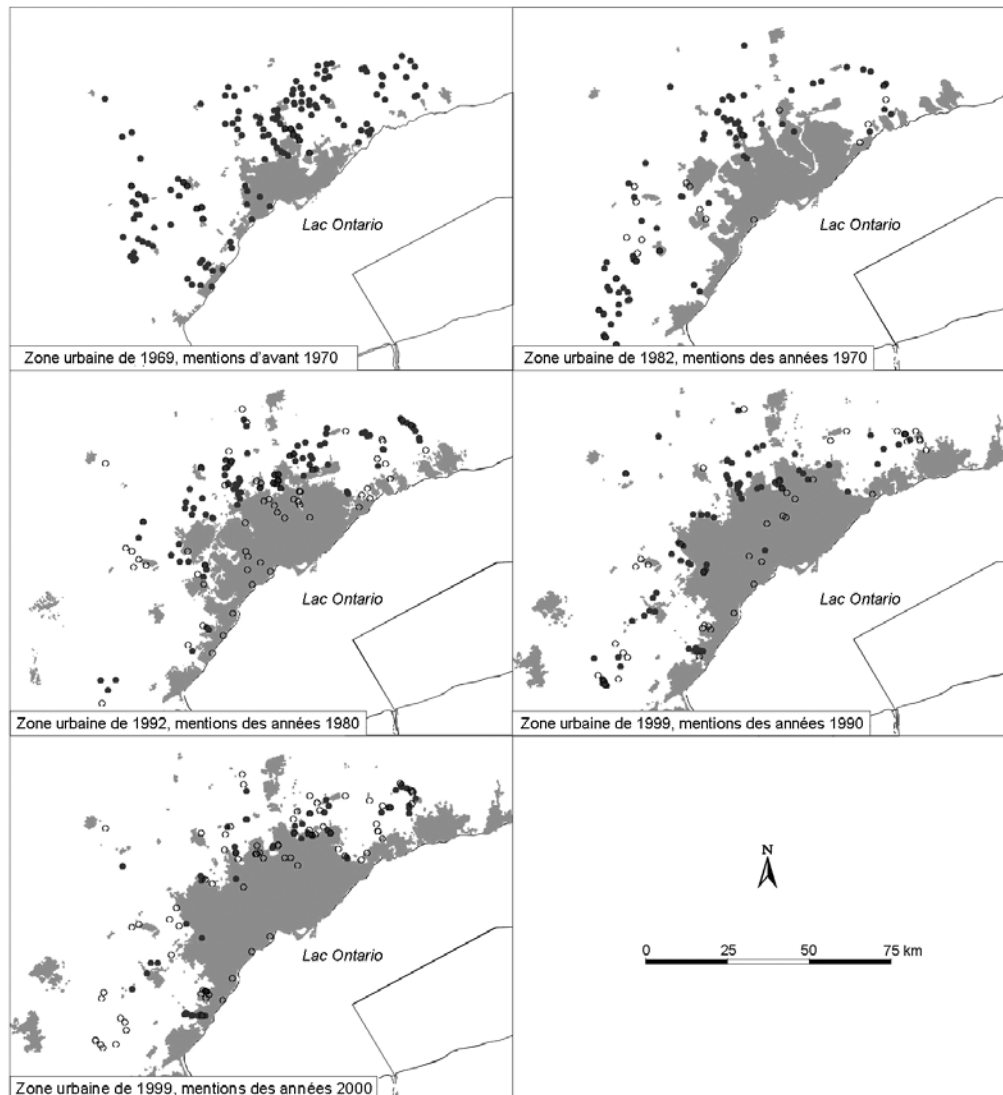 Lac Ontario
Zone urbaine de 1969, mentions d'avant 1970
Lac Ontario
Zone urbaine de 1982, mentions des années 1970
Lac Ontario
Zone urbaine de 1992, mentions des années 1980
Lac Ontario
Zone urbaine de 1999, mentions des années 1990
Lac Ontario
Zone urbaine de 1999, mentions des années 2000
N
0 25 50 75 km